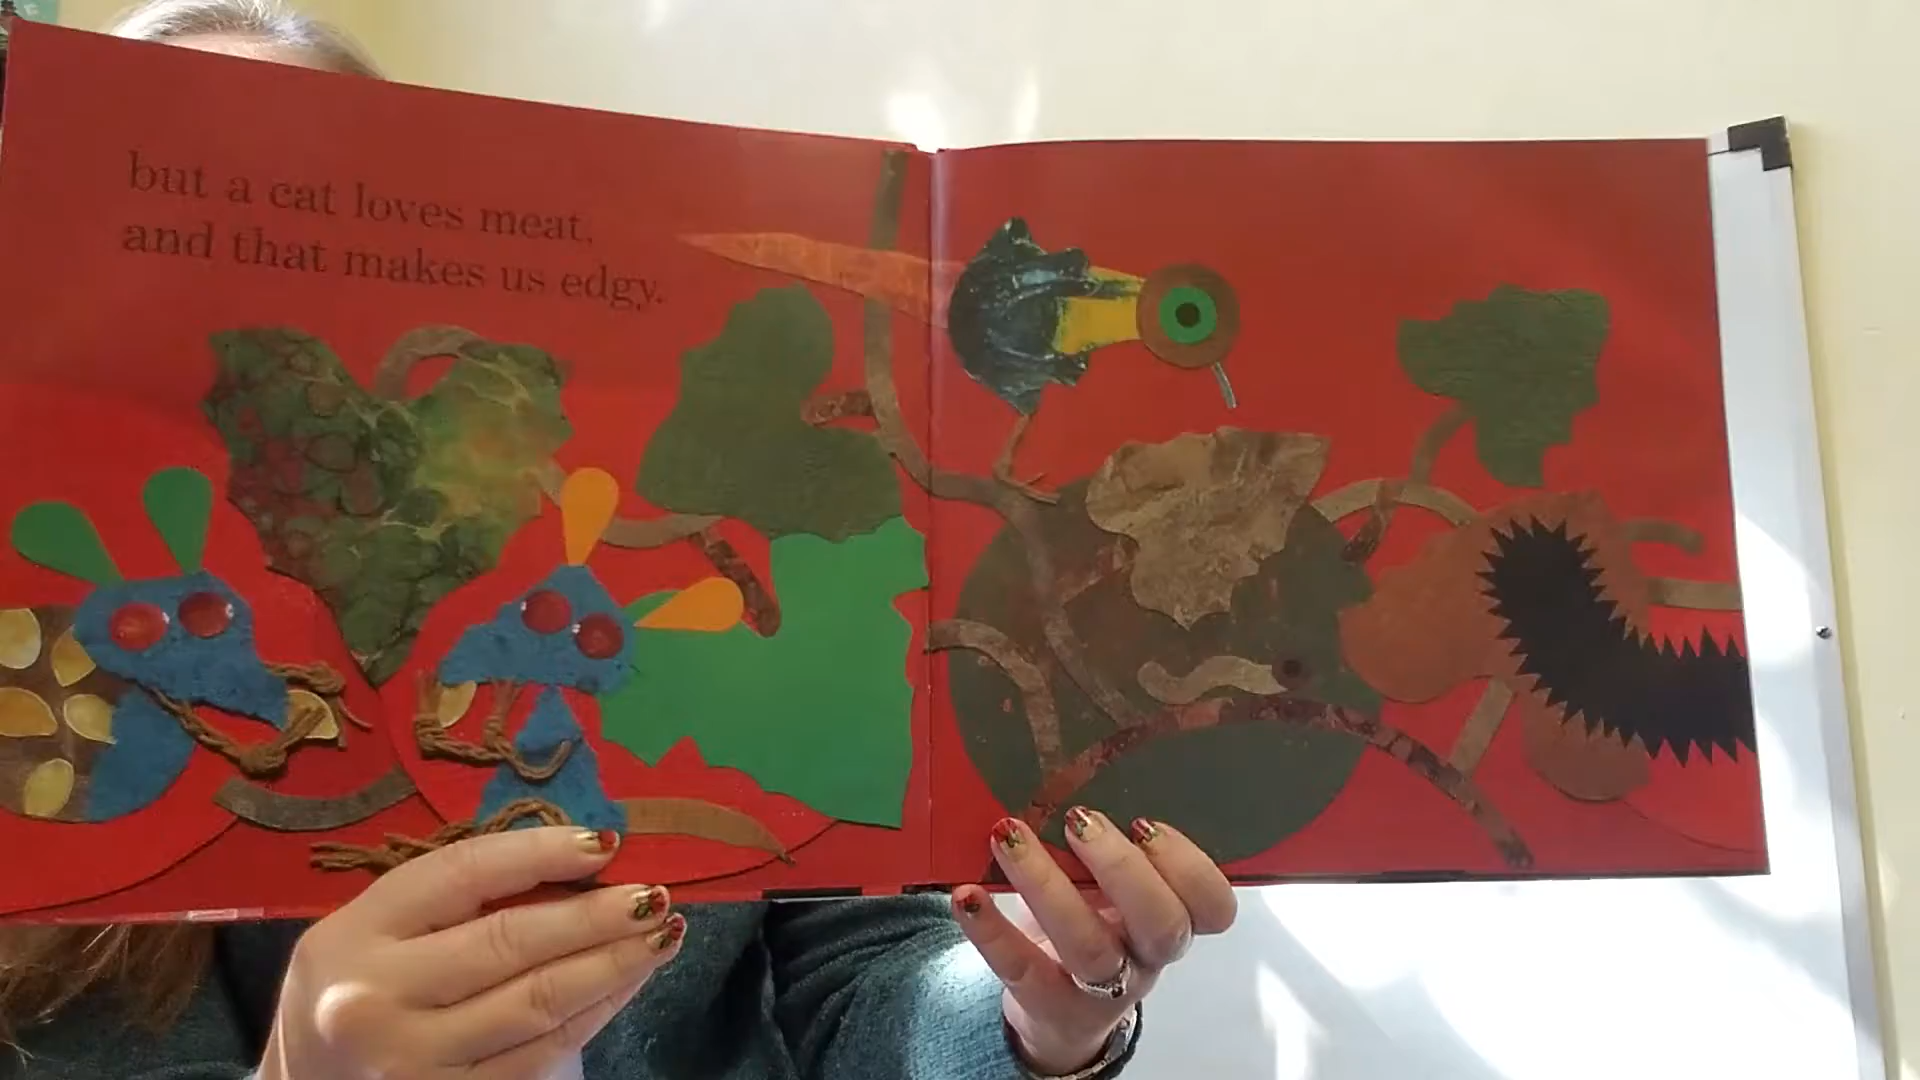 but a cat loves meat,
and that makes us edgy.